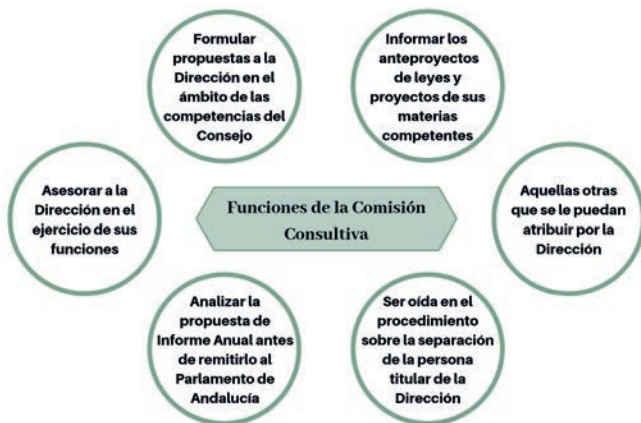 Formular
propuestas a la
Dirección en el
ámbito de las
competencias del
Consejo
Informar los
anteproyectos
de leyes y
proyectos de sus
materias
competentes
Asesorar a la
Dirección en el
ejercicio de sus
funciones
Funciones de la Comisión
Consultiva
Aquellas otras
que se le puedan
atribuir por la
Dirección
Analizar la
propuesta de
Informe Anual antes
de remitirlo al
Parlamento de
Andalucía
Ser oída en el
procedimiento
sobre la separación
de la persona
titular de la
Dirección